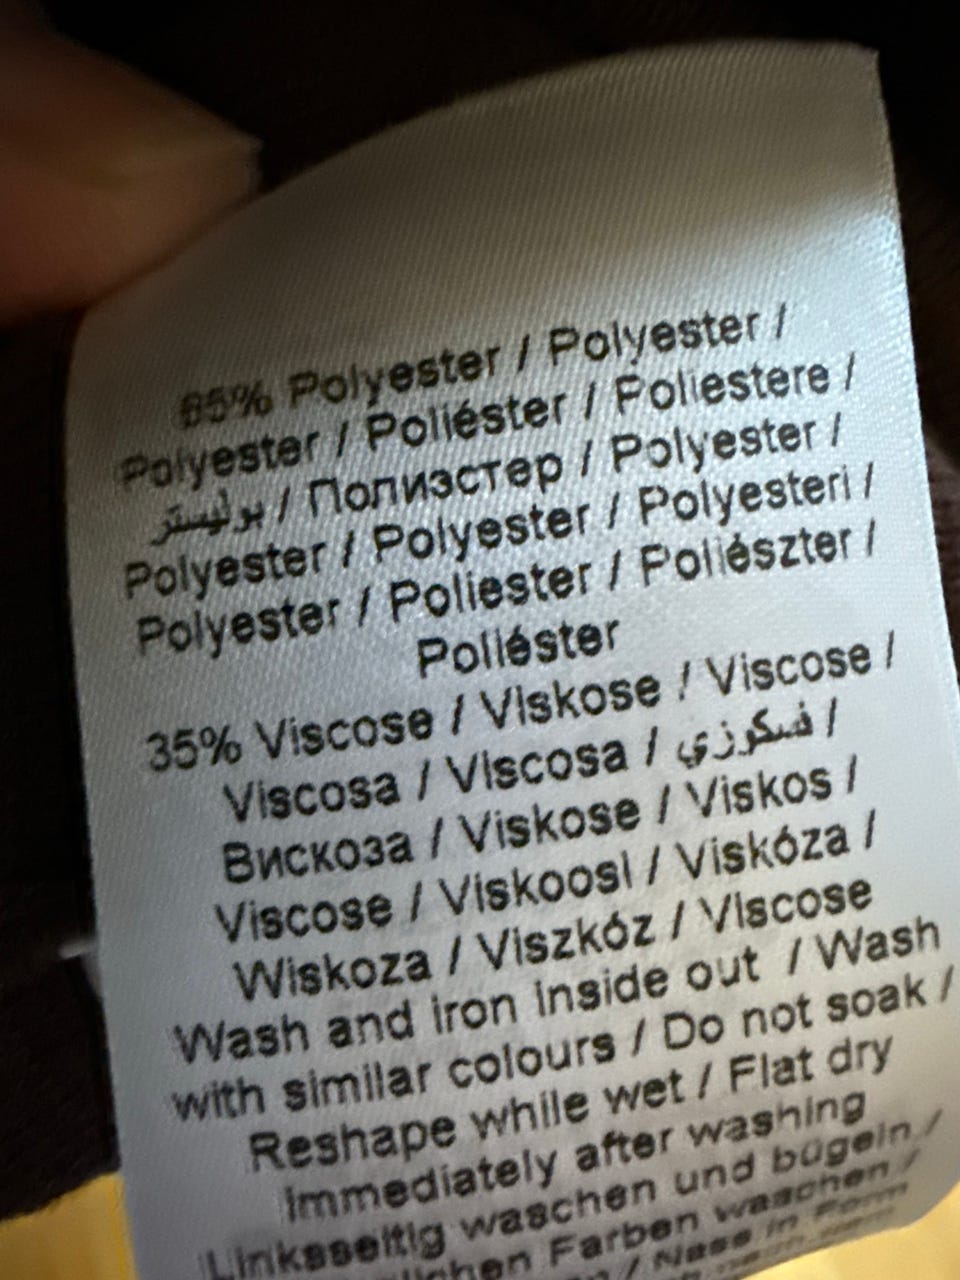 65% Polyester / Polyester /
Polyester / Poliéster / Poliestere /
بوليستر / Полиэстер / Polyester /
Polyester / Polyester / Polyesteri /
Polyester / Poliester / Poliészter /
Poliéster
35% Viscose / Viskose / Viscose /
Viscosa / Viscosa / فسكوزي /
Вискоза / Viskose / Viskos /
Viscose / Viskoosi / Viskóza /
Wiskoza / Viszkóz / Viscose
Wash and iron inside out / Wash
with similar colours / Do not soak /
Reshape while wet / Flat dry
immediately after washing
Linksseitig waschen und bügeln /
Farben waschen /
/ Nass in Form